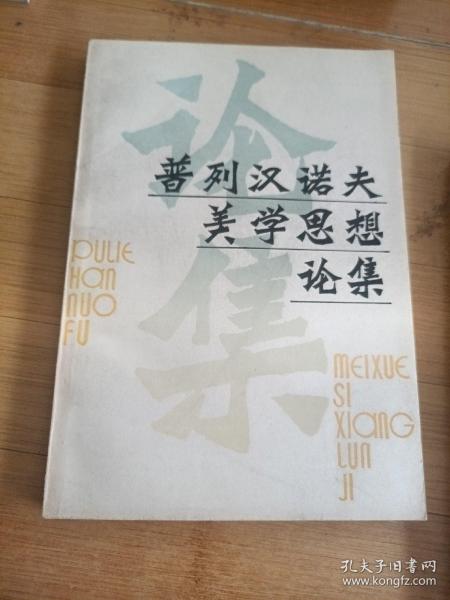 论集
普列汉诺夫
美学思想
论集
PULIE
HAN
NUO
FU
MEIXUE
SI
XIANG
LUN
JI
孔夫子旧书网
www.kongfz.com